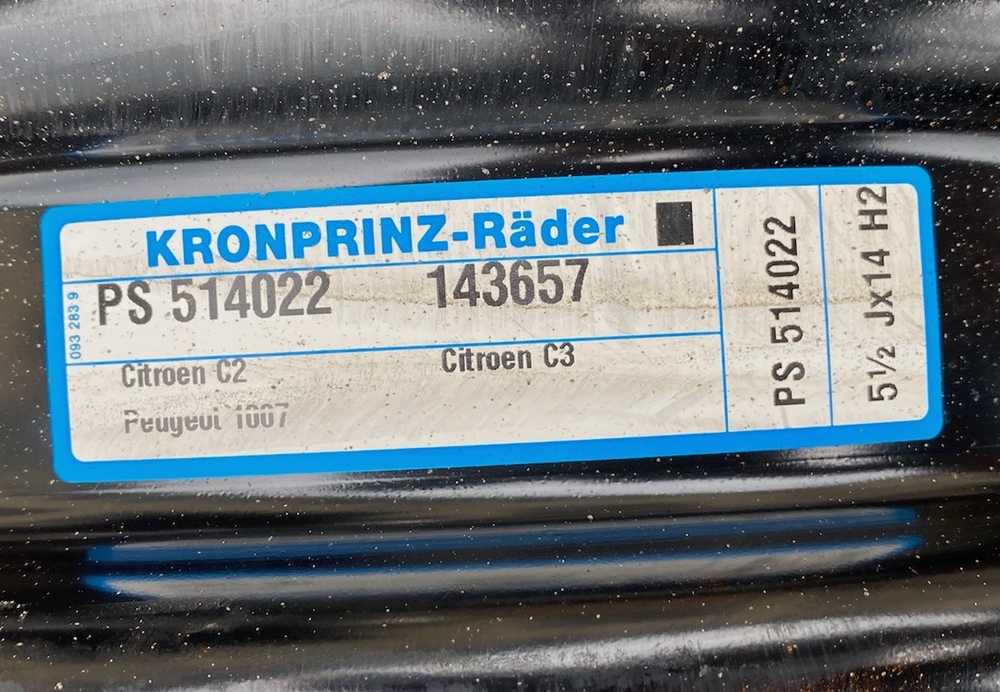 KRONPRINZ-Räder
PS 514022 143657
093 283 9
Citroen C2 Citroen C3
Peugeot 1007
PS 514022
5½ Jx14 H2